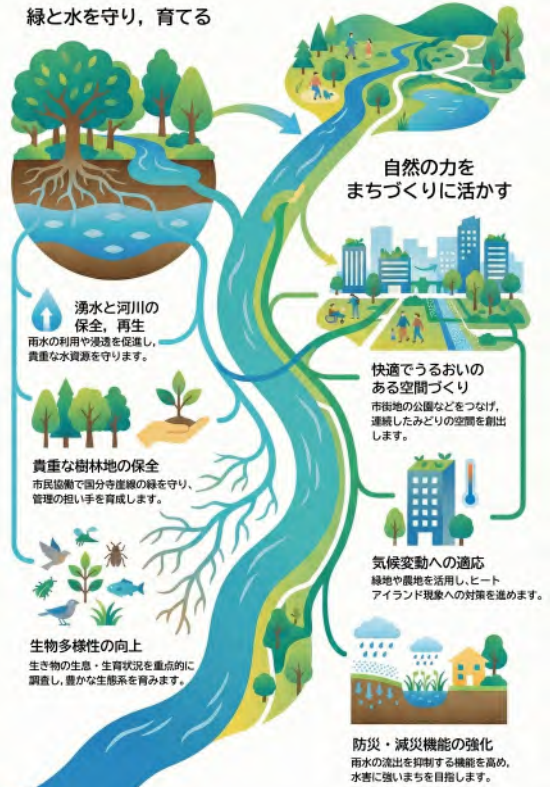 緑と水を守り，育てる
自然の力を
まちづくりに活かす
湧水と河川の
保全，再生
雨水の利用や浸透を促進し，
貴重な水資源を守ります。
貴重な樹林地の保全
市民協働で国分寺崖線の緑を守り、
管理の担い手を育成します。
生物多様性の向上
生き物の生息・生育状況を重点的に
調査し，豊かな生態系を育みます。
快適でうるおいの
ある空間づくり
市街地の公園などをつなげ，
連続したみどりの空間を創出
します。
気候変動への適応
緑地や農地を活用し、ヒート
アイランド現象への対策を進めます。
防災・減災機能の強化
雨水の流出を抑制する機能を高め，
水害に強いまちを目指します。